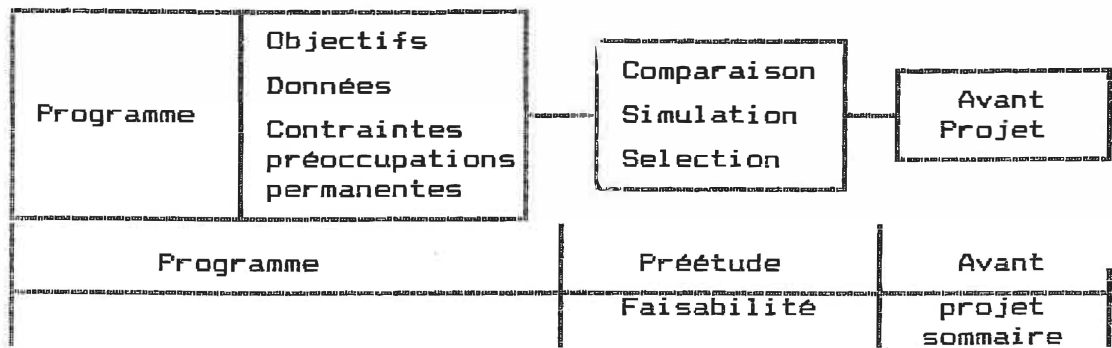 Programme
Objectifs
Données
Contraintes
préoccupations
permanentes
Comparaison
Simulation
Selection
Avant
Projet
Programme
Préétude
Avant
Faisabilité
projet
sommaire